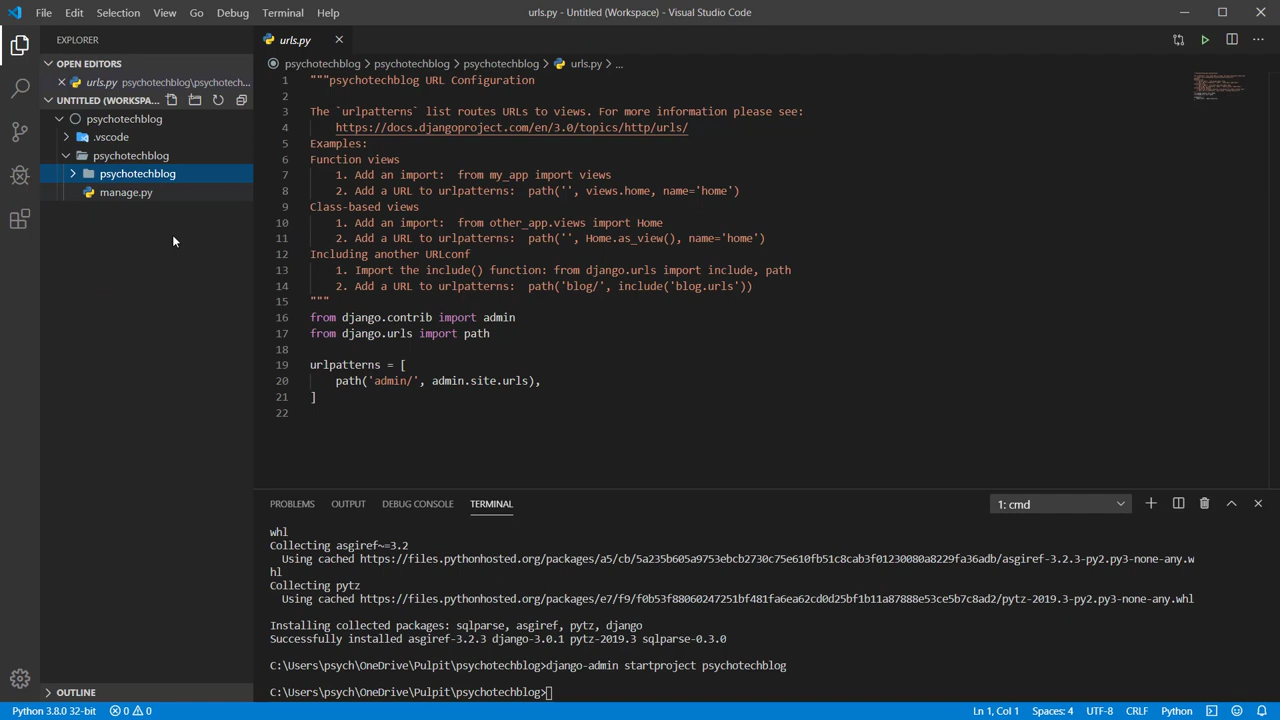 File Edit Selection View Go Debug Terminal Help
urls.py - Untitled (Workspace) - Visual Studio Code
EXPLORER
OPEN EDITORS
urls.py psychotechblog\psychotech...
UNTITLED (WORKSPA...
psychotechblog
.vscode
psychotechblog
psychotechblog
manage.py
OUTLINE
urls.py
psychotechblog > psychotechblog > psychotechblog > urls.py > ...
1 """psychotechblog URL Configuration
2
3 The `urlpatterns` list routes URLs to views. For more information please see:
4 https://docs.djangoproject.com/en/3.0/topics/http/urls/
5 Examples:
6 Function views
7 1. Add an import: from my_app import views
8 2. Add a URL to urlpatterns: path('', views.home, name='home')
9 Class-based views
10 1. Add an import: from other_app.views import Home
11 2. Add a URL to urlpatterns: path('', Home.as_view(), name='home')
12 Including another URLconf
13 1. Import the include() function: from django.urls import include, path
14 2. Add a URL to urlpatterns: path('blog/', include('blog.urls'))
15 """
16 from django.contrib import admin
17 from django.urls import path
18
19 urlpatterns = [
20 path('admin/', admin.site.urls),
21 ]
22
PROBLEMS OUTPUT DEBUG CONSOLE TERMINAL
1: cmd
whl
Collecting asgiref~=3.2
Using cached https://files.pythonhosted.org/packages/a5/cb/5a235b605a9753ebcb2730c75e610fb51c8cab3f01230080a8229fa36adb/asgiref-3.2.3-py2.py3-none-any.w
hl
Collecting pytz
Using cached https://files.pythonhosted.org/packages/e7/f9/f0b53f88060247251bf481fa6ea62cd0d25bf1b11a87888e53ce5b7c8ad2/pytz-2019.3-py2.py3-none-any.whl
Installing collected packages: sqlparse, asgiref, pytz, django
Successfully installed asgiref-3.2.3 django-3.0.1 pytz-2019.3 sqlparse-0.3.0
C:\Users\psych\OneDrive\Pulpit\psychotechblog>django-admin startproject psychotechblog
C:\Users\psych\OneDrive\Pulpit\psychotechblog>
Python 3.8.0 32-bit 0 0
Ln 1, Col 1 Spaces: 4 UTF-8 CRLF Python